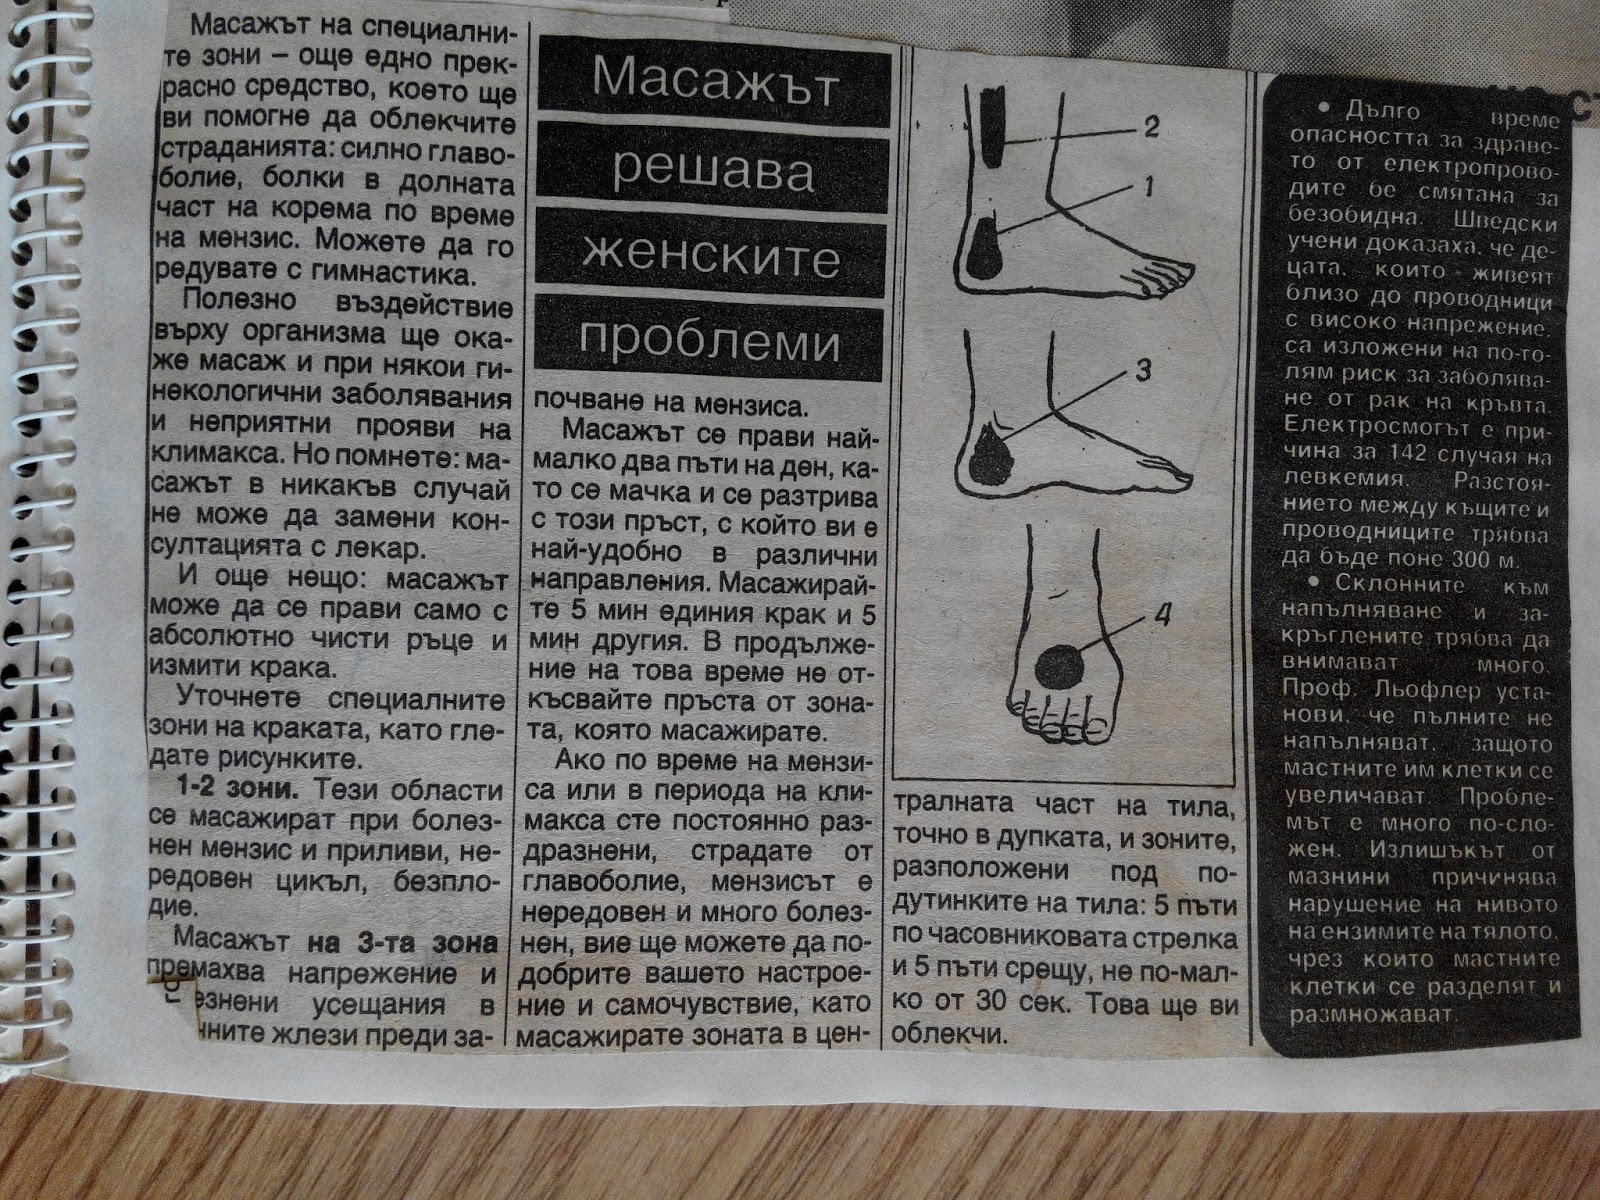 Масажът на специални-
те зони – още едно прек-
расно средство, което ще
ви помогне да облекчите
страданията: силно главо-
болие, болки в долната
част на корема по време
на мензис. Можете да го
редувате с гимнастика.
Полезно въздействие
върху организма ще ока-
же масаж и при някои ги-
некологични заболявания
и неприятни прояви на
климакса. Но помнете: ма-
сажът в никакъв случай
не може да замени кон-
султацията с лекар.
И още нещо: масажът
може да се прави само с
абсолютно чисти ръце и
измити крака.
Уточнете специалните
зони на краката, като гле-
дате рисунките.
1-2 зони. Тези области
се масажират при болез-
нен мензис и приливи, не-
редовен цикъл, безпло-
дие.
Масажът на 3-та зона
премахва напрежение и
усещания в
жлези преди за-
Масажът
решава
женските
проблеми
почване на мензиса.
Масажът се прави най-
малко два пъти на ден, ка-
то се мачка и се разтрива
с този пръст, с който ви е
най-удобно в различни
направления. Масажирай-
те 5 мин единия крак и 5
мин другия. В продълже-
ние на това време не от-
късвайте пръста от зона-
та, която масажирате.
Ако по време на мензи-
са или в периода на кли-
макса сте постоянно раз-
дразнени, страдате от
главоболие, мензисът е
нередовен и много болез-
нен, вие ще можете да по-
добрите вашето настрое-
ние и самочувствие, като
масажирате зоната в цен-
2
1
3
4
тралната част на тила,
точно в дупката, и зоните,
разположени под по-
дутинките на тила: 5 пъти
по часовниковата стрелка
и 5 пъти срещу, не по-мал-
ко от 30 сек. Това ще ви
облекчи.
• Дълго време
опасността за здраве-
то от електропрово-
дите бе смятана за
безобидна. Шведски
учени доказаха, че де-
цата, които живеят
близо до проводници
с високо напрежение,
са изложени на по-го-
лям риск за заболява-
не от рак на кръвта.
Електросмогът е при-
чина за 142 случая на
левкемия. Разстоя-
нието между къщите и
проводниците трябва
да бъде поне 300 м.
• Склонните към
напълняване и за-
кръглените трябва да
внимават много.
Проф. Льофлер уста-
нови, че пълните не
напълняват, защото
мастните им клетки се
увеличават. Пробле-
мът е много по-сло-
жен. Излишъкът от
мазнини причинява
нарушение на нивото
на ензимите на тялото,
чрез които мастните
клетки се разделят и
размножават.